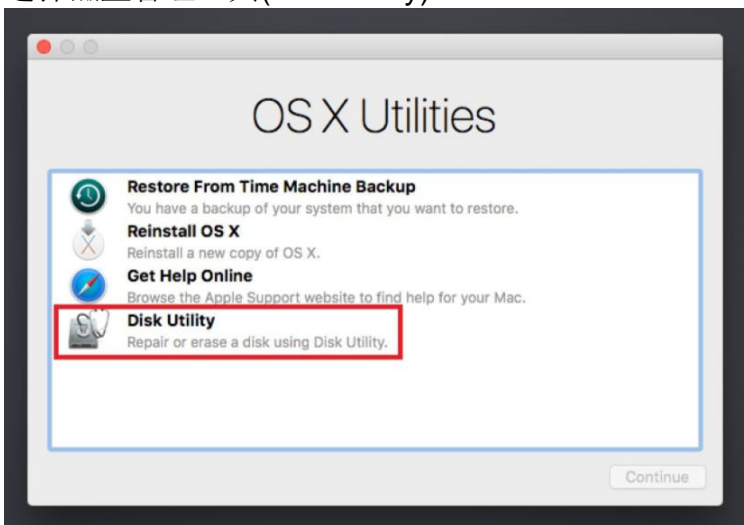 OS X Utilities
Restore From Time Machine Backup
You have a backup of your system that you want to restore.
Reinstall OS X
Reinstall a new copy of OS X.
Get Help Online
Browse the Apple Support website to find help for your Mac.
Disk Utility
Repair or erase a disk using Disk Utility.
Continue